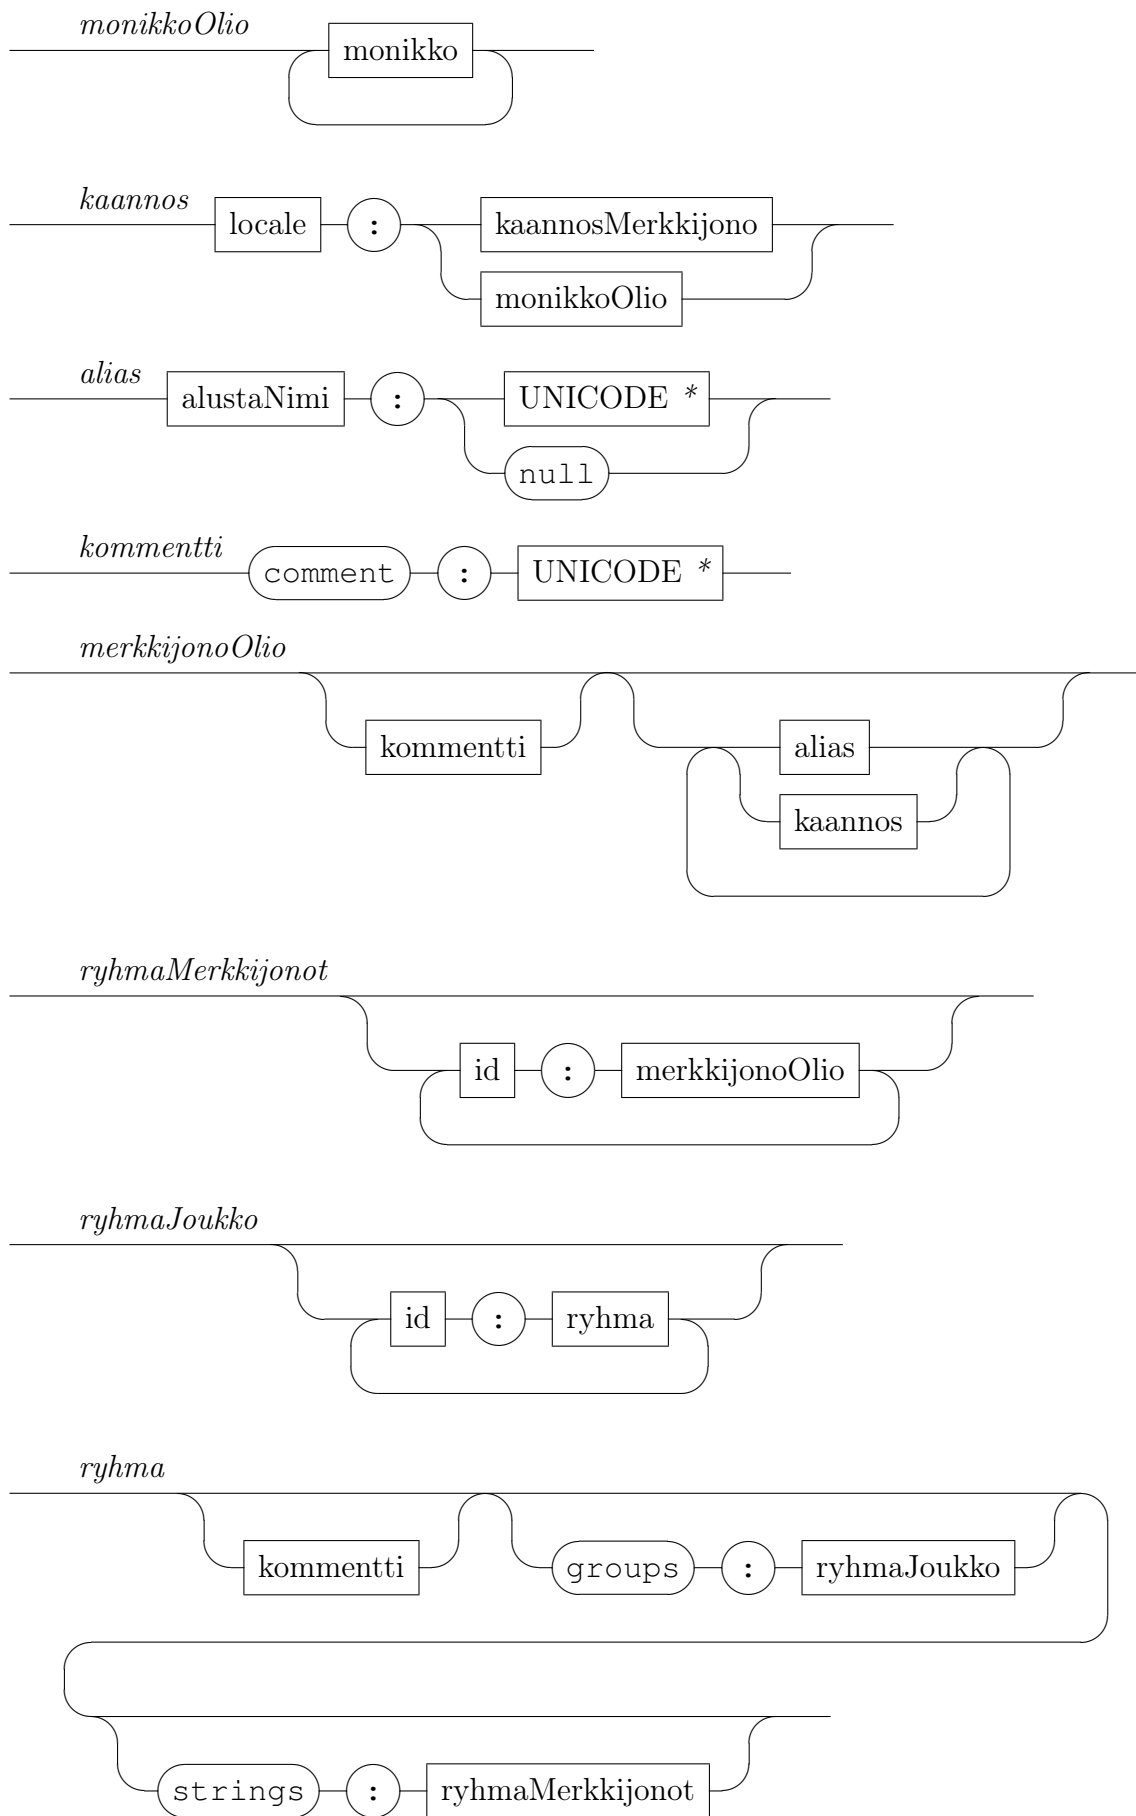 monikkoOlio
monikko
kaannos
locale : kaannosMerkkijono
monikkoOlio
alias
alustaNimi : UNICODE *
null
kommentti
comment : UNICODE *
merkkijonoOlio
kommentti alias
kaannos
ryhmaMerkkijonot
id : merkkijonoOlio
ryhmaJoukko
id : ryhma
ryhma
kommentti groups : ryhmaJoukko
strings : ryhmaMerkkijonot